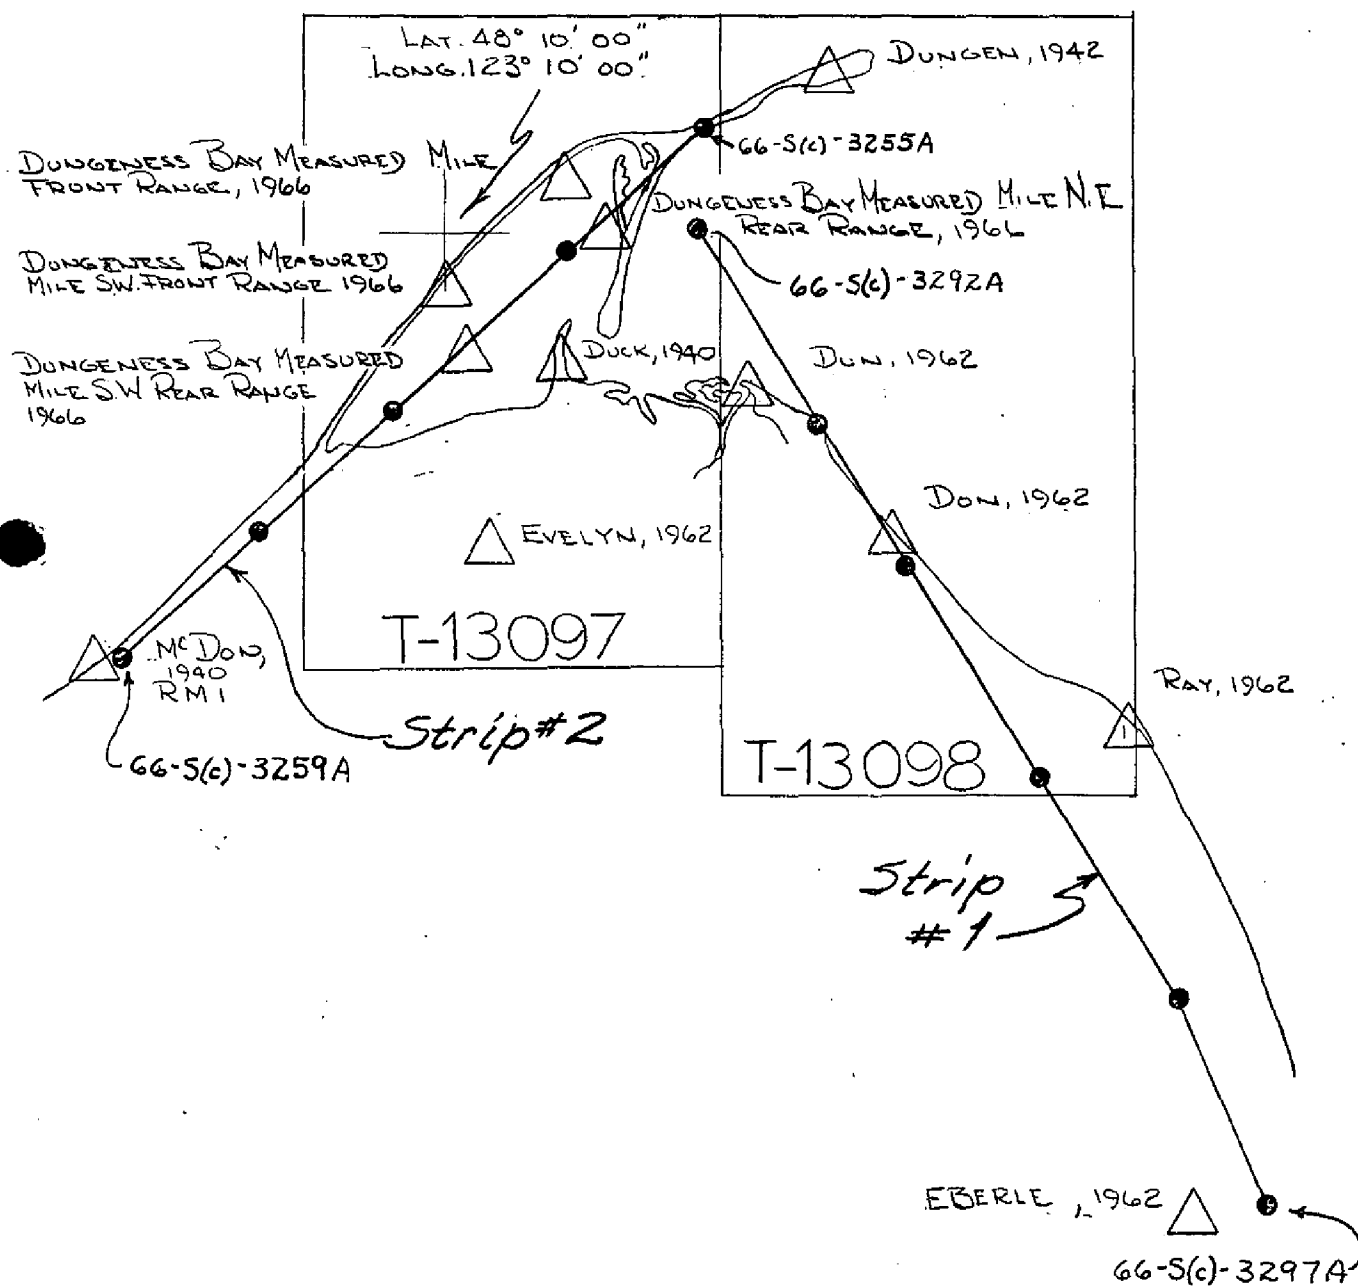 LAT. 48° 10' 00"
LONG. 123° 10' 00"
DUNGEN, 1942
66-S(c)-3255A
DUNGENESS BAY MEASURED MILE
FRONT RANGE, 1966
DUNGENESS BAY MEASURED MILE N.E
REAR RANGE, 1966
DUNGENESS BAY MEASURED
MILE S.W. FRONT RANGE 1966
66-S(c)-3292A
DUNGENESS BAY MEASURED
MILE S.W REAR RANGE
1966
DUCK, 1940
DUN, 1962
DON, 1962
EVELYN, 1962
T-13097
McDON,
1940
RM 1
RAY, 1962
Strip #2
66-S(c)-3259A
T-13098
Strip
#1
EBERLE, 1962
66-S(c)-3297A